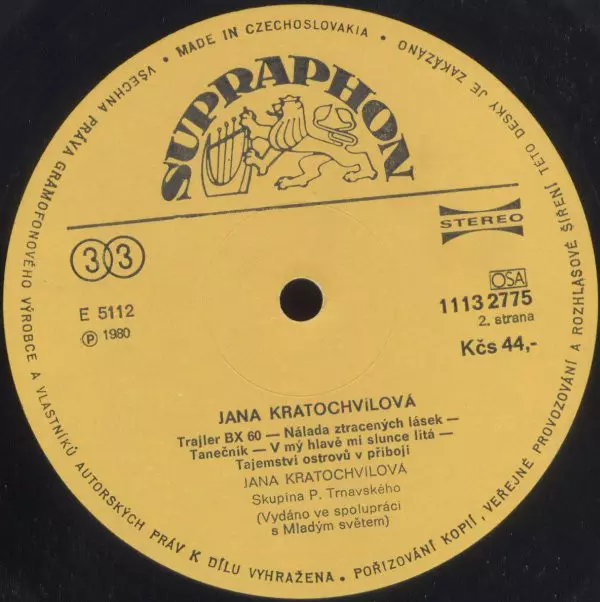 VŠECHNA PRÁVA GRAMOFONOVÉHO VÝROBCE A VLASTNÍKŮ AUTORSKÝCH PRÁV K DÍLU VYHRAŽENA. POŘIZOVÁNÍ KOPIÍ, VEŘEJNÉ PROVOZOVÁNÍ A ROZHLASOVÉ ŠÍŘENÍ TÉTO DESKY JE ZAKÁZÁNO • MADE IN CZECHOSLOVAKIA •
SUPRAPHON
STEREO
33
OSA
E 5112
1113 2775
Ⓟ 1980
2. strana
Kčs 44,-
JANA KRATOCHVíLOVÁ
Trajler BX 60 — Nálada ztracených lásek —
Tanečník — V mý hlavě mi slunce lítá —
Tajemství ostrovů v příboji
JANA KRATOCHVÍLOVÁ
Skupina P. Trnavského
(Vydáno ve spolupráci
s Mladým světem)